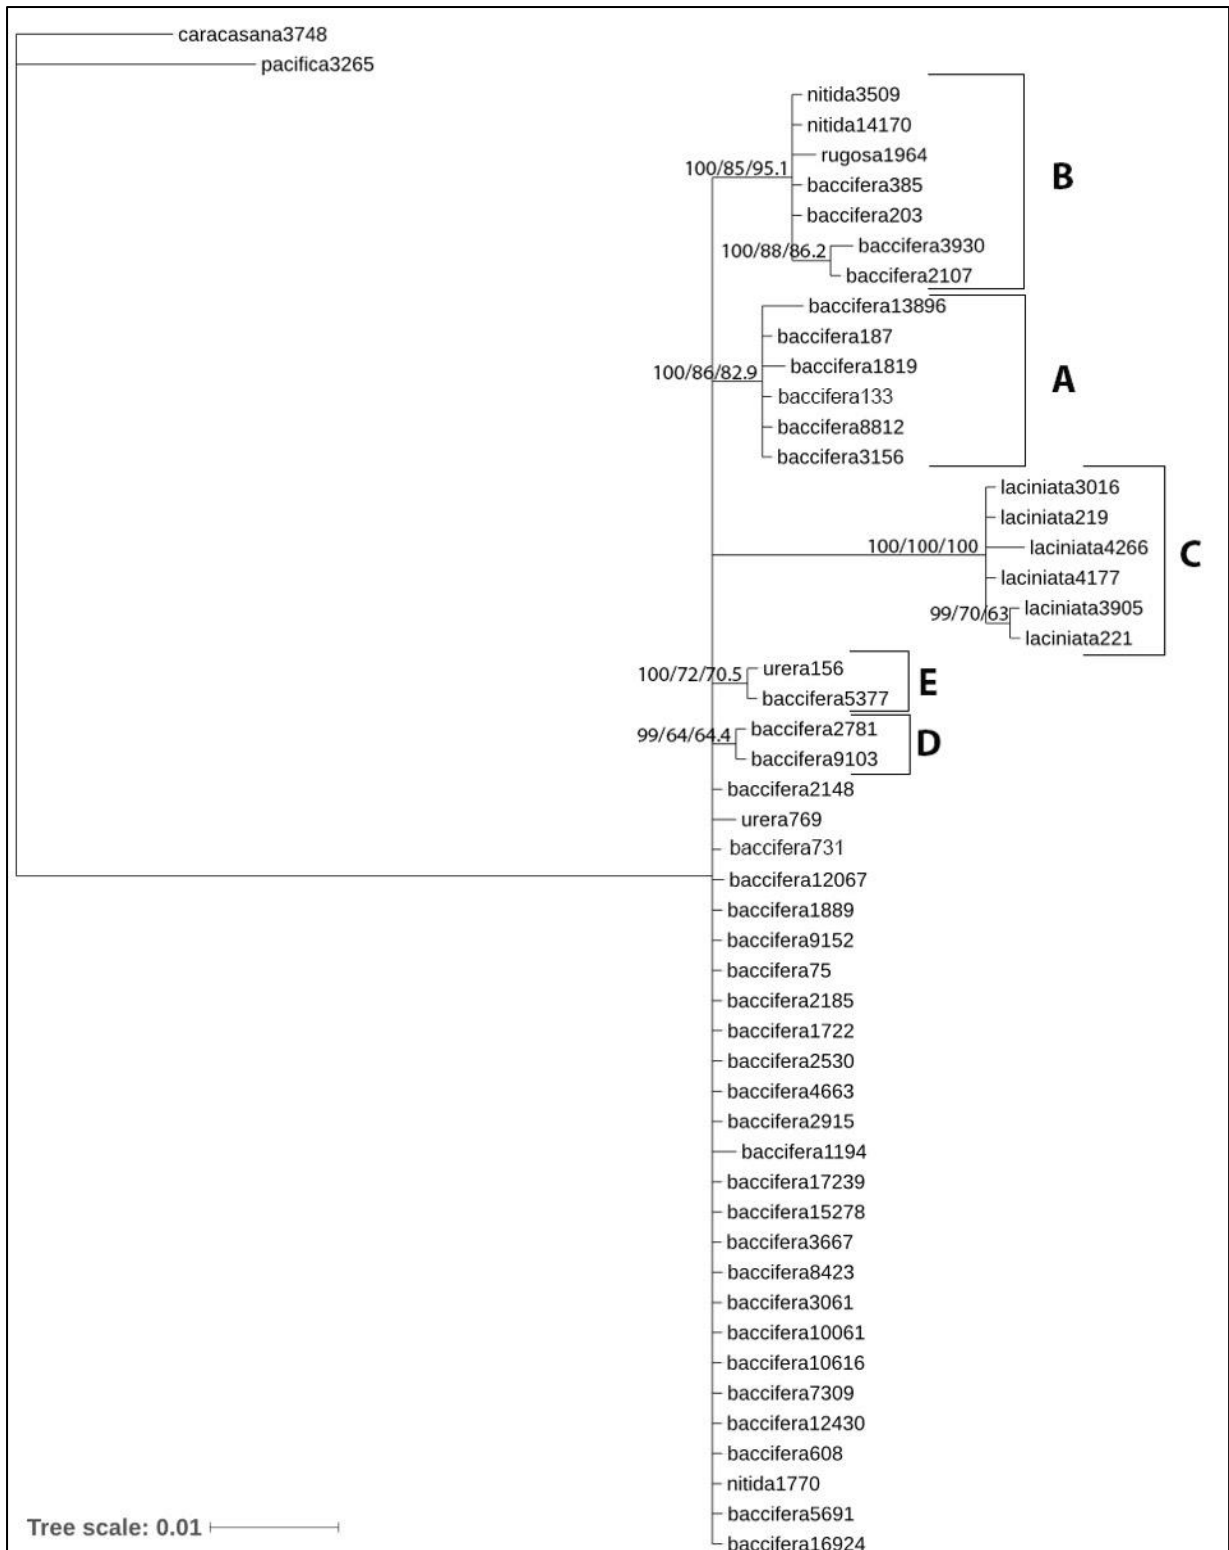 caracasana3748
pacifica3265
nitida3509
nitida14170
rugosa1964
100/85/95.1
B
baccifera385
baccifera203
baccifera3930
100/88/86.2
baccifera2107
baccifera13896
baccifera187
baccifera1819
100/86/82.9
A
baccifera133
baccifera8812
baccifera3156
laciniata3016
laciniata219
100/100/100
laciniata4266
C
laciniata4177
laciniata3905
99/70/63
laciniata221
urera156
100/72/70.5
E
baccifera5377
baccifera2781
99/64/64.4
D
baccifera9103
baccifera2148
urera769
baccifera731
baccifera12067
baccifera1889
baccifera9152
baccifera75
baccifera2185
baccifera1722
baccifera2530
baccifera4663
baccifera2915
baccifera1194
baccifera17239
baccifera15278
baccifera3667
baccifera8423
baccifera3061
baccifera10061
baccifera10616
baccifera7309
baccifera12430
baccifera608
nitida1770
baccifera5691
Tree scale: 0.01
baccifera16924